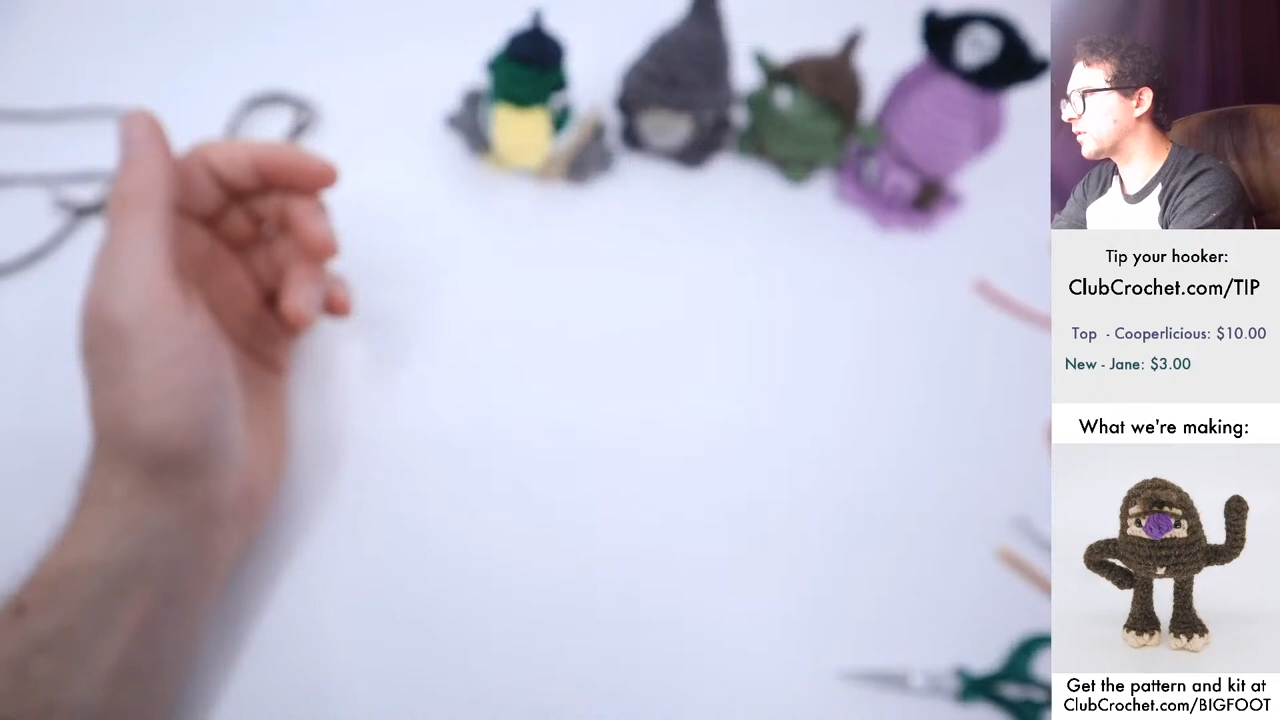 Tip your hooker:
ClubCrochet.com/TIP
Top - Cooperlicious: $10.00
New - Jane: $3.00
What we're making:
Get the pattern and kit at
ClubCrochet.com/BIGFOOT